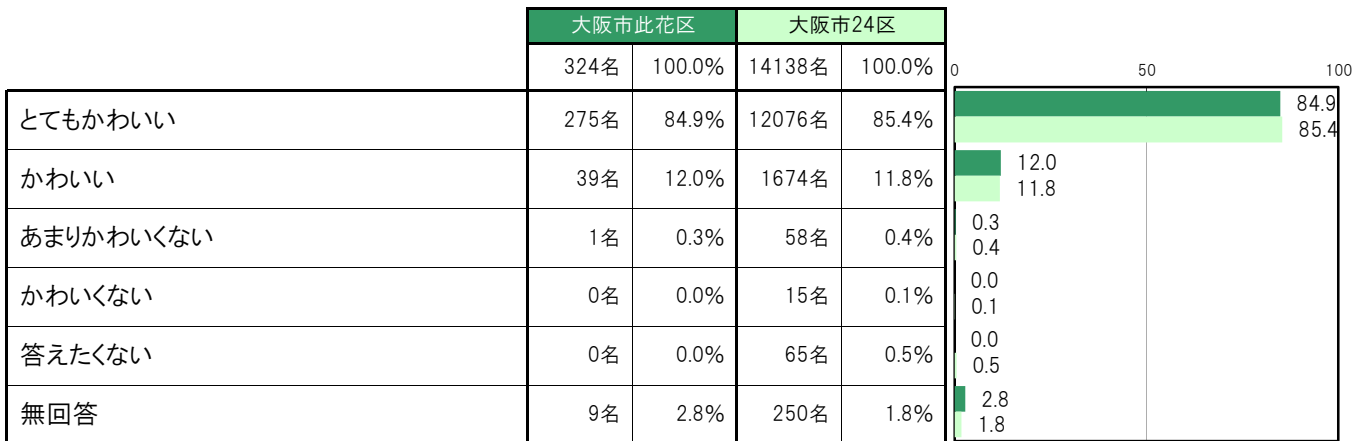 大阪市此花区 大阪市24区
324名 100.0% 14138名 100.0% 0 50 100
とてもかわいい 275名 84.9% 12076名 85.4% 84.9
85.4
かわいい 39名 12.0% 1674名 11.8% 12.0
11.8
あまりかわいくない 1名 0.3% 58名 0.4% 0.3
0.4
かわいくない 0名 0.0% 15名 0.1% 0.0
0.1
答えたくない 0名 0.0% 65名 0.5% 0.0
0.5
無回答 9名 2.8% 250名 1.8% 2.8
1.8